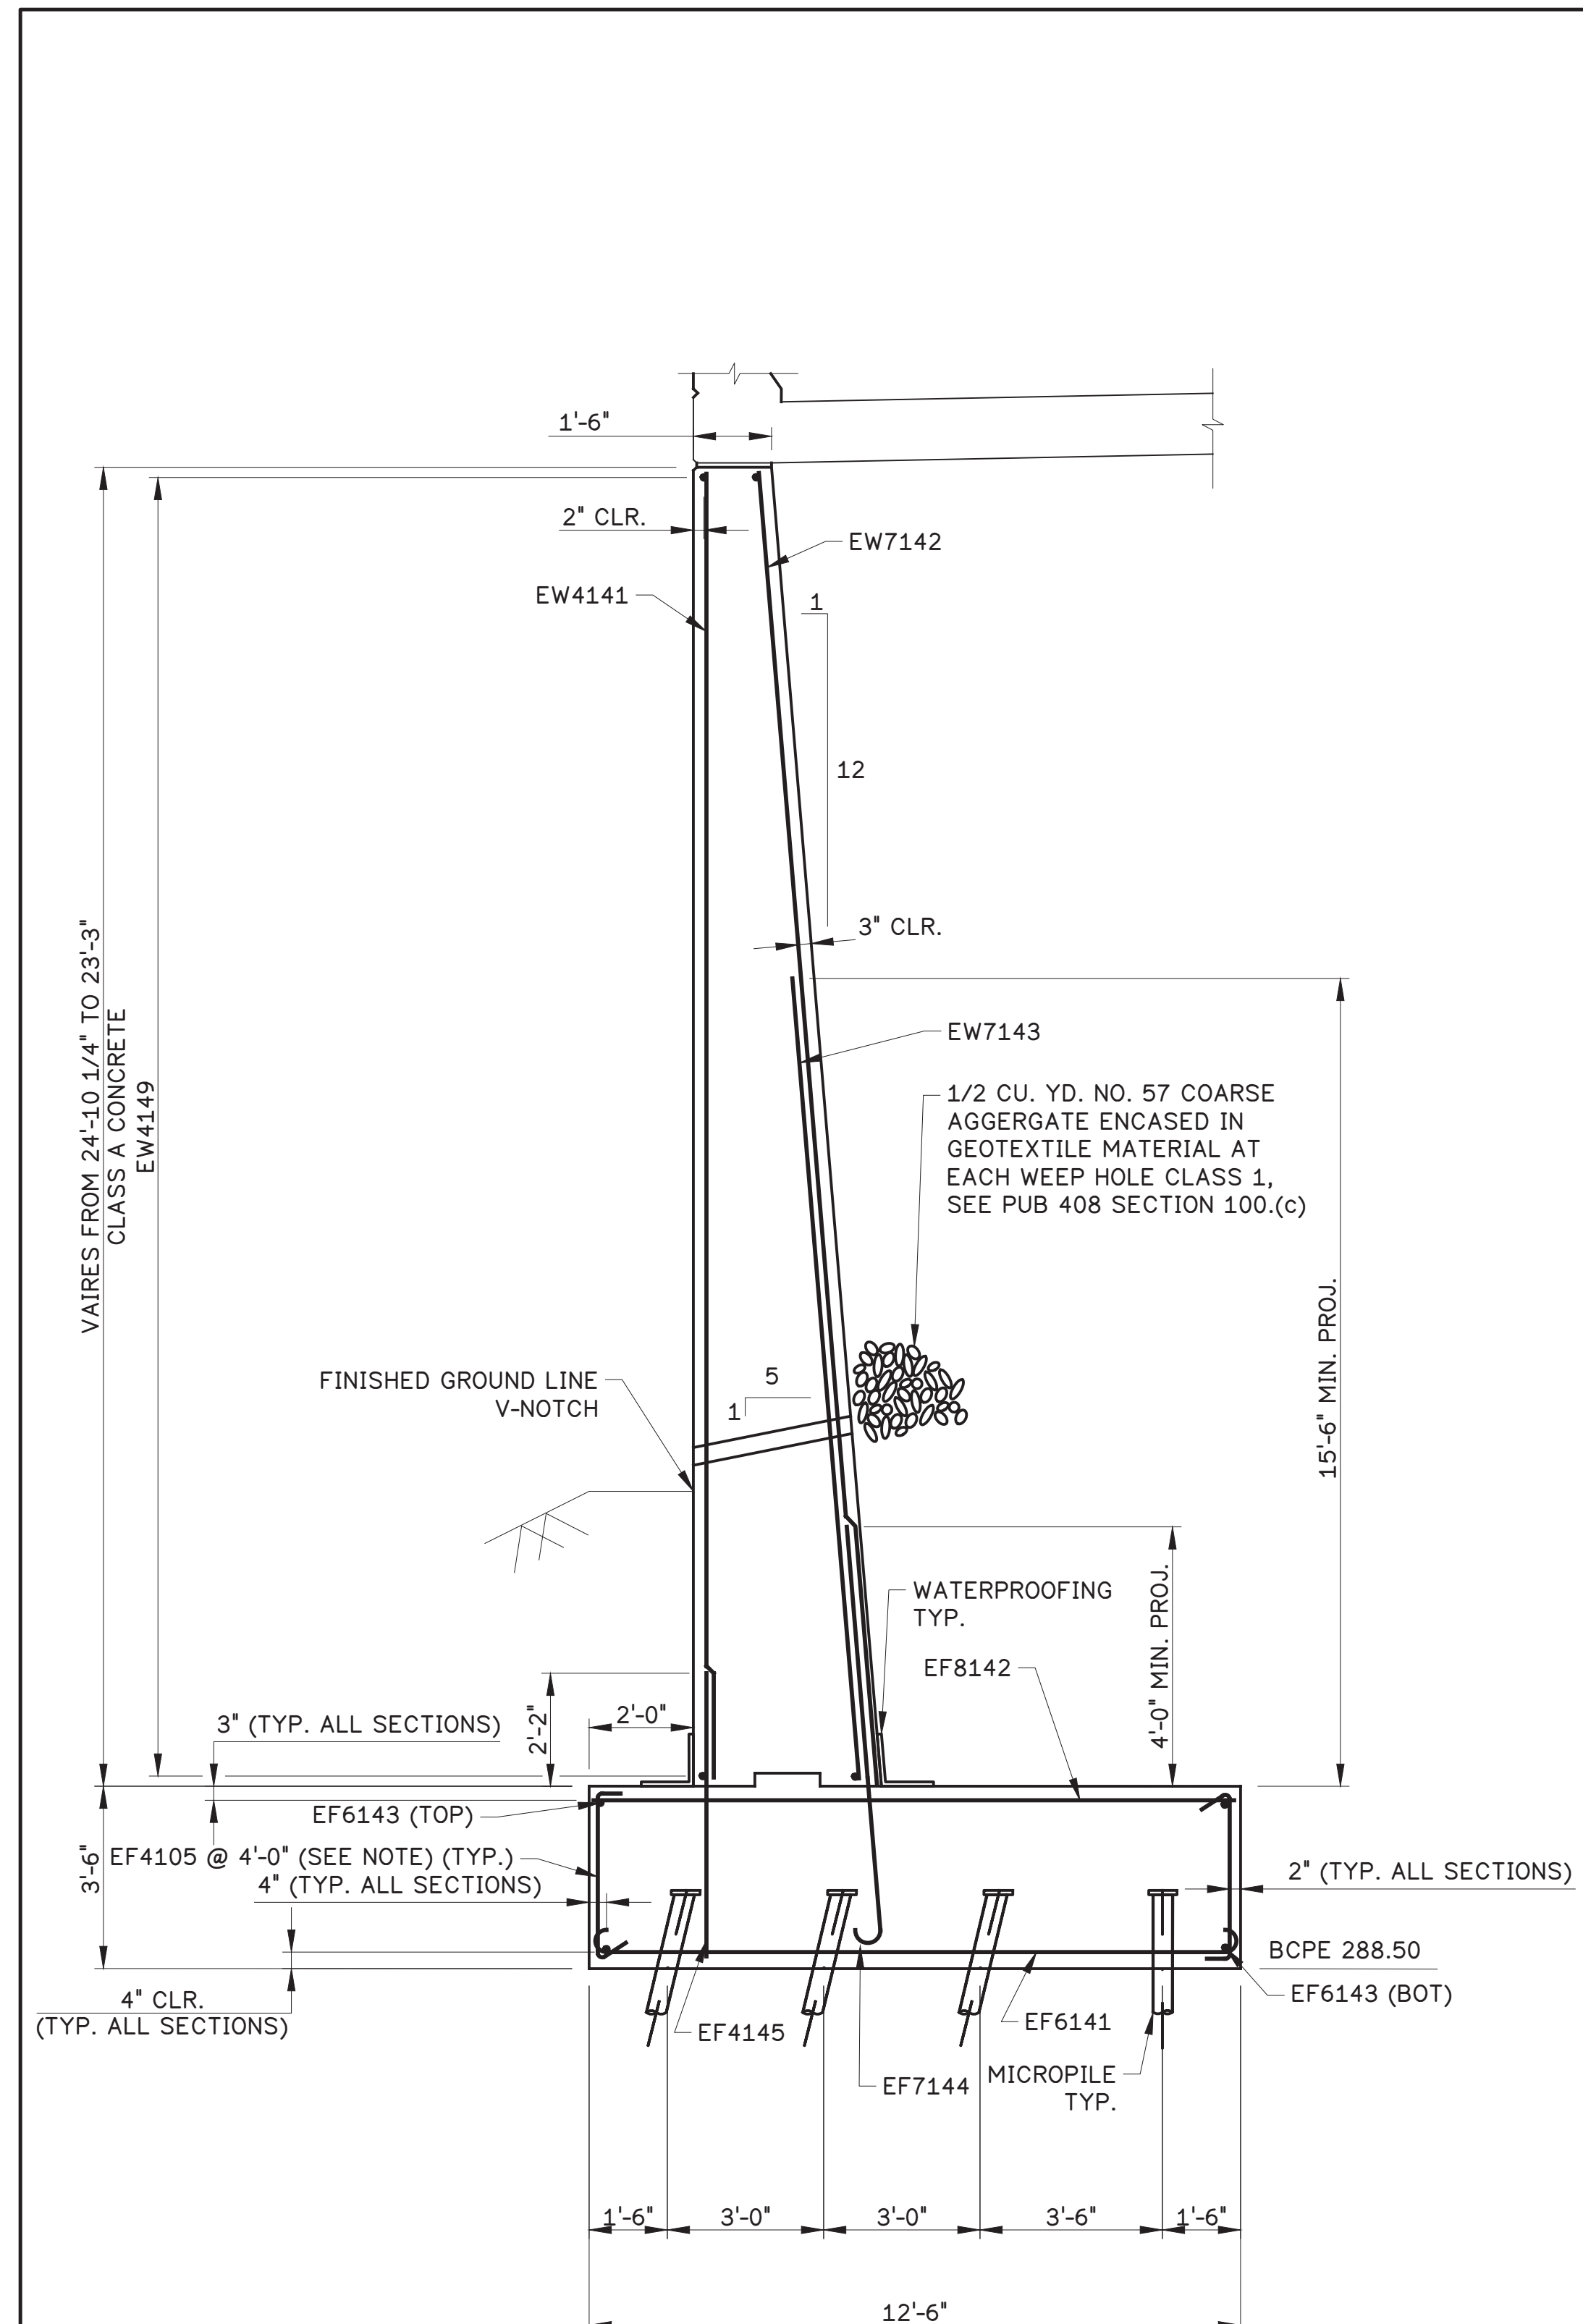 1'-6"
2" CLR.
EW7142
EW4141
1
12
3" CLR.
VAIRES FROM 24'-10 1/4" TO 23'-3"
CLASS A CONCRETE
EW4149
EW7143
1/2 CU. YD. NO. 57 COARSE
AGGERGATE ENCASED IN
GEOTEXTILE MATERIAL AT
EACH WEEP HOLE CLASS 1,
SEE PUB 408 SECTION 100.(c)
15'-6" MIN. PROJ.
FINISHED GROUND LINE
V-NOTCH
5
1
WATERPROOFING
TYP.
4'-0" MIN. PROJ.
EF8142
2'-0"
2'-2"
3" (TYP. ALL SECTIONS)
EF6143 (TOP)
3'-6"
EF4105 @ 4'-0" (SEE NOTE) (TYP.)
4" (TYP. ALL SECTIONS)
2" (TYP. ALL SECTIONS)
BCPE 288.50
EF6143 (BOT)
4" CLR.
(TYP. ALL SECTIONS)
EF4145
EF6141
EF7144
MICROPILE
TYP.
1'-6"
3'-0"
3'-0"
3'-6"
1'-6"
12'-6"